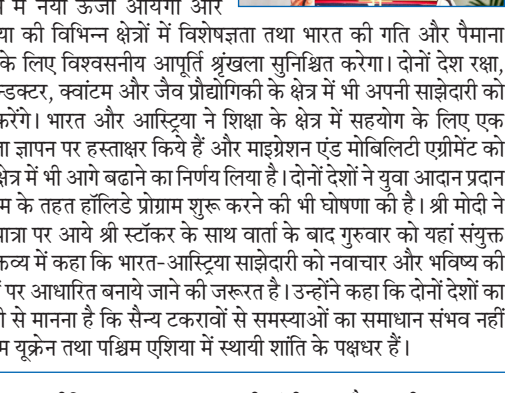 में नया ऊर्जा आयेगी और
की विभिन्न क्षेत्रों में विशेषज्ञता तथा भारत की गति और पैमाना
के लिए विश्वसनीय आपूर्ति श्रृंखला सुनिश्चित करेगा। दोनों देश रक्षा,
न्डक्टर, क्वांटम और जैव प्रौद्योगिकी के क्षेत्र में भी अपनी साझेदारी को
करेंगे। भारत और आस्ट्रिया ने शिक्षा के क्षेत्र में सहयोग के लिए एक
ज्ञापन पर हस्ताक्षर किये हैं और माइग्रेशन एंड मोबिलिटी एग्रीमेंट को
क्षेत्र में भी आगे बढाने का निर्णय लिया है। दोनों देशों ने युवा आदान प्रदान
म के तहत हॉलिडे प्रोग्राम शुरू करने की भी घोषणा की है। श्री मोदी ने
यात्रा पर आये श्री स्टॉकर के साथ वार्ता के बाद गुरुवार को यहां संयुक्त
क्तव्य में कहा कि भारत-आस्ट्रिया साझेदारी को नवाचार और भविष्य की
पर आधारित बनाये जाने की जरूरत है। उन्होंने कहा कि दोनों देशों का
से मानना है कि सैन्य टकरावों से समस्याओं का समाधान संभव नहीं
म यूक्रेन तथा पश्चिम एशिया में स्थायी शांति के पक्षधर हैं।